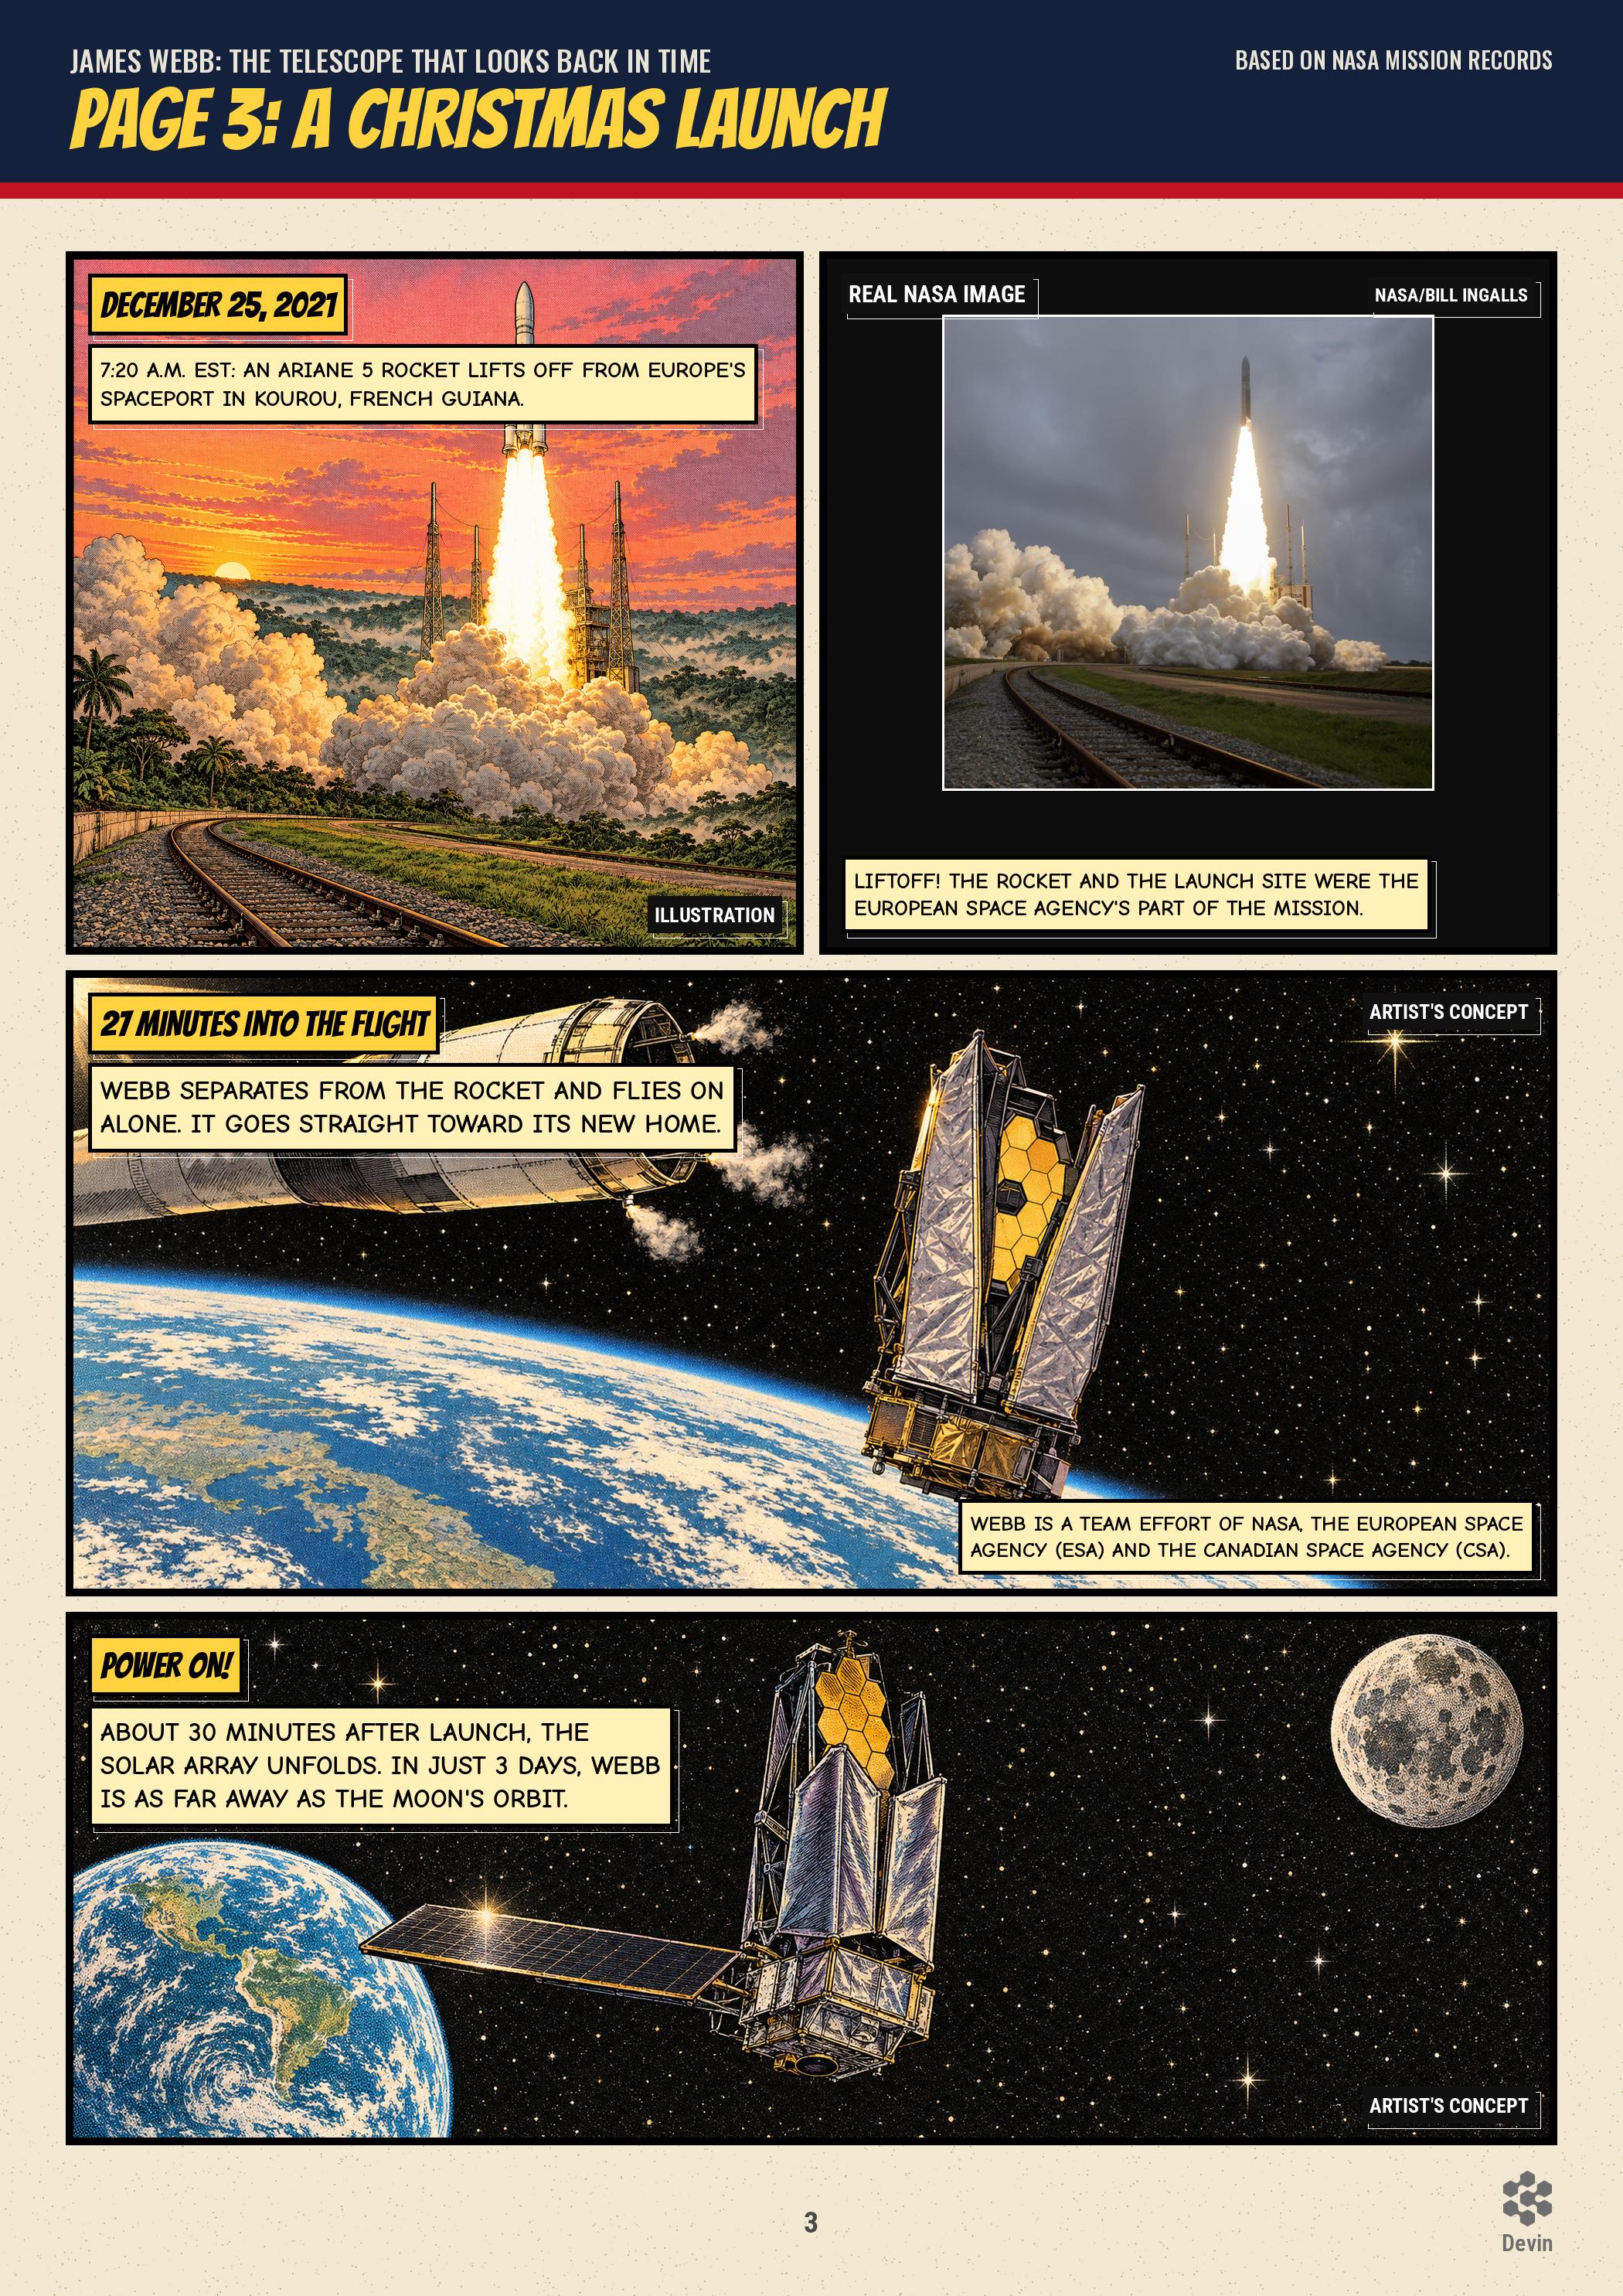 JAMES WEBB: THE TELESCOPE THAT LOOKS BACK IN TIME
BASED ON NASA MISSION RECORDS
PAGE 3: A CHRISTMAS LAUNCH
DECEMBER 25, 2021
7:20 A.M. EST: AN ARIANE 5 ROCKET LIFTS OFF FROM EUROPE'S
SPACEPORT IN KOUROU, FRENCH GUIANA.
ILLUSTRATION
REAL NASA IMAGE
NASA/BILL INGALLS
LIFTOFF! THE ROCKET AND THE LAUNCH SITE WERE THE
EUROPEAN SPACE AGENCY'S PART OF THE MISSION.
27 MINUTES INTO THE FLIGHT
WEBB SEPARATES FROM THE ROCKET AND FLIES ON
ALONE. IT GOES STRAIGHT TOWARD ITS NEW HOME.
ARTIST'S CONCEPT
WEBB IS A TEAM EFFORT OF NASA, THE EUROPEAN SPACE
AGENCY (ESA) AND THE CANADIAN SPACE AGENCY (CSA).
POWER ON!
ABOUT 30 MINUTES AFTER LAUNCH, THE
SOLAR ARRAY UNFOLDS. IN JUST 3 DAYS, WEBB
IS AS FAR AWAY AS THE MOON'S ORBIT.
ARTIST'S CONCEPT
3
Devin